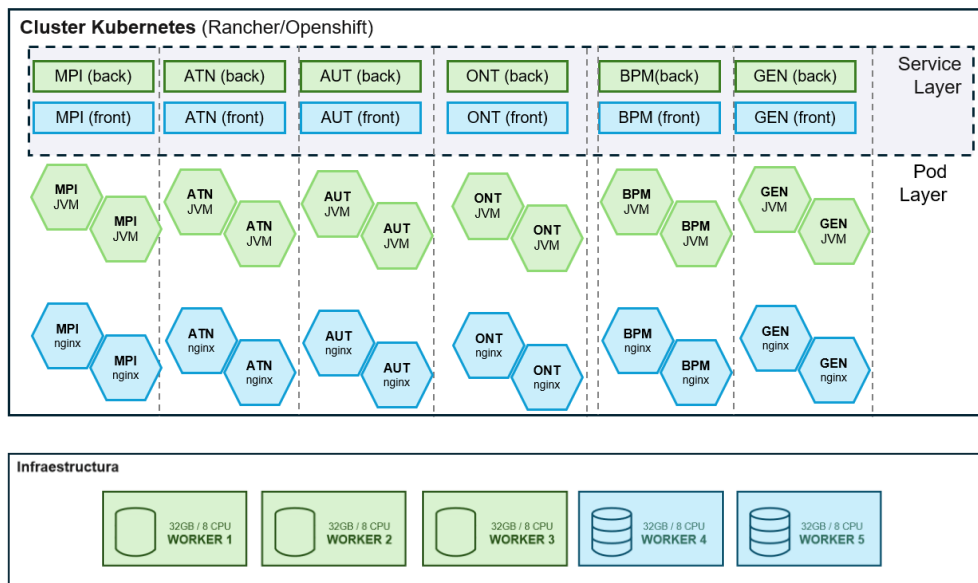 Cluster Kubernetes (Rancher/Openshift)
MPI (back)
ATN (back)
AUT (back)
ONT (back)
BPM(back)
GEN (back)
Service
Layer
MPI (front)
ATN (front)
AUT (front)
ONT (front)
BPM (front)
GEN (front)
Pod
Layer
MPI
JVM
MPI
JVM
ATN
JVM
ATN
JVM
AUT
JVM
AUT
JVM
ONT
JVM
ONT
JVM
BPM
JVM
BPM
JVM
GEN
JVM
GEN
JVM
MPI
nginx
MPI
nginx
ATN
nginx
ATN
nginx
AUT
nginx
AUT
nginx
ONT
nginx
ONT
nginx
BPM
nginx
BPM
nginx
GEN
nginx
GEN
nginx
Infraestructura
32GB / 8 CPU
WORKER 1
32GB / 8 CPU
WORKER 2
32GB / 8 CPU
WORKER 3
32GB / 8 CPU
WORKER 4
32GB / 8 CPU
WORKER 5